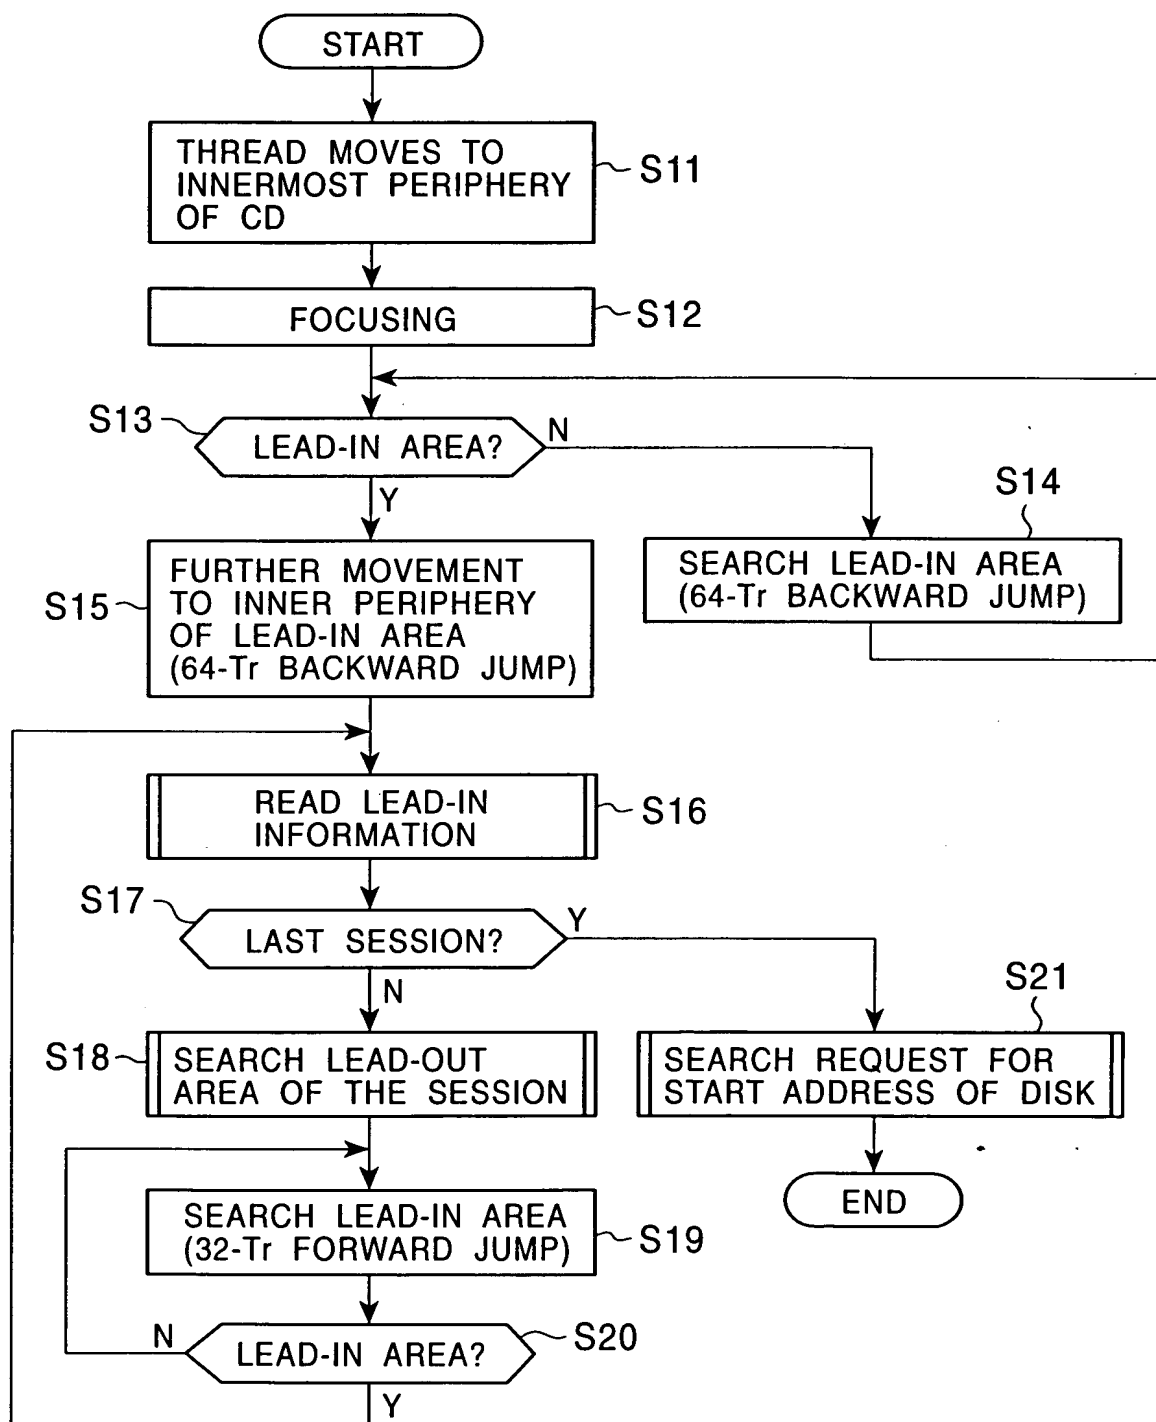 START
THREAD MOVES TO
INNERMOST PERIPHERY
OF CD
S11
FOCUSING
S12
S13
LEAD-IN AREA?
N
Y
S14
SEARCH LEAD-IN AREA
(64-Tr BACKWARD JUMP)
S15
FURTHER MOVEMENT
TO INNER PERIPHERY
OF LEAD-IN AREA
(64-Tr BACKWARD JUMP)
READ LEAD-IN
INFORMATION
S16
S17
LAST SESSION?
Y
N
S21
SEARCH REQUEST FOR
START ADDRESS OF DISK
END
S18
SEARCH LEAD-OUT
AREA OF THE SESSION
SEARCH LEAD-IN AREA
(32-Tr FORWARD JUMP)
S19
N
LEAD-IN AREA?
S20
Y